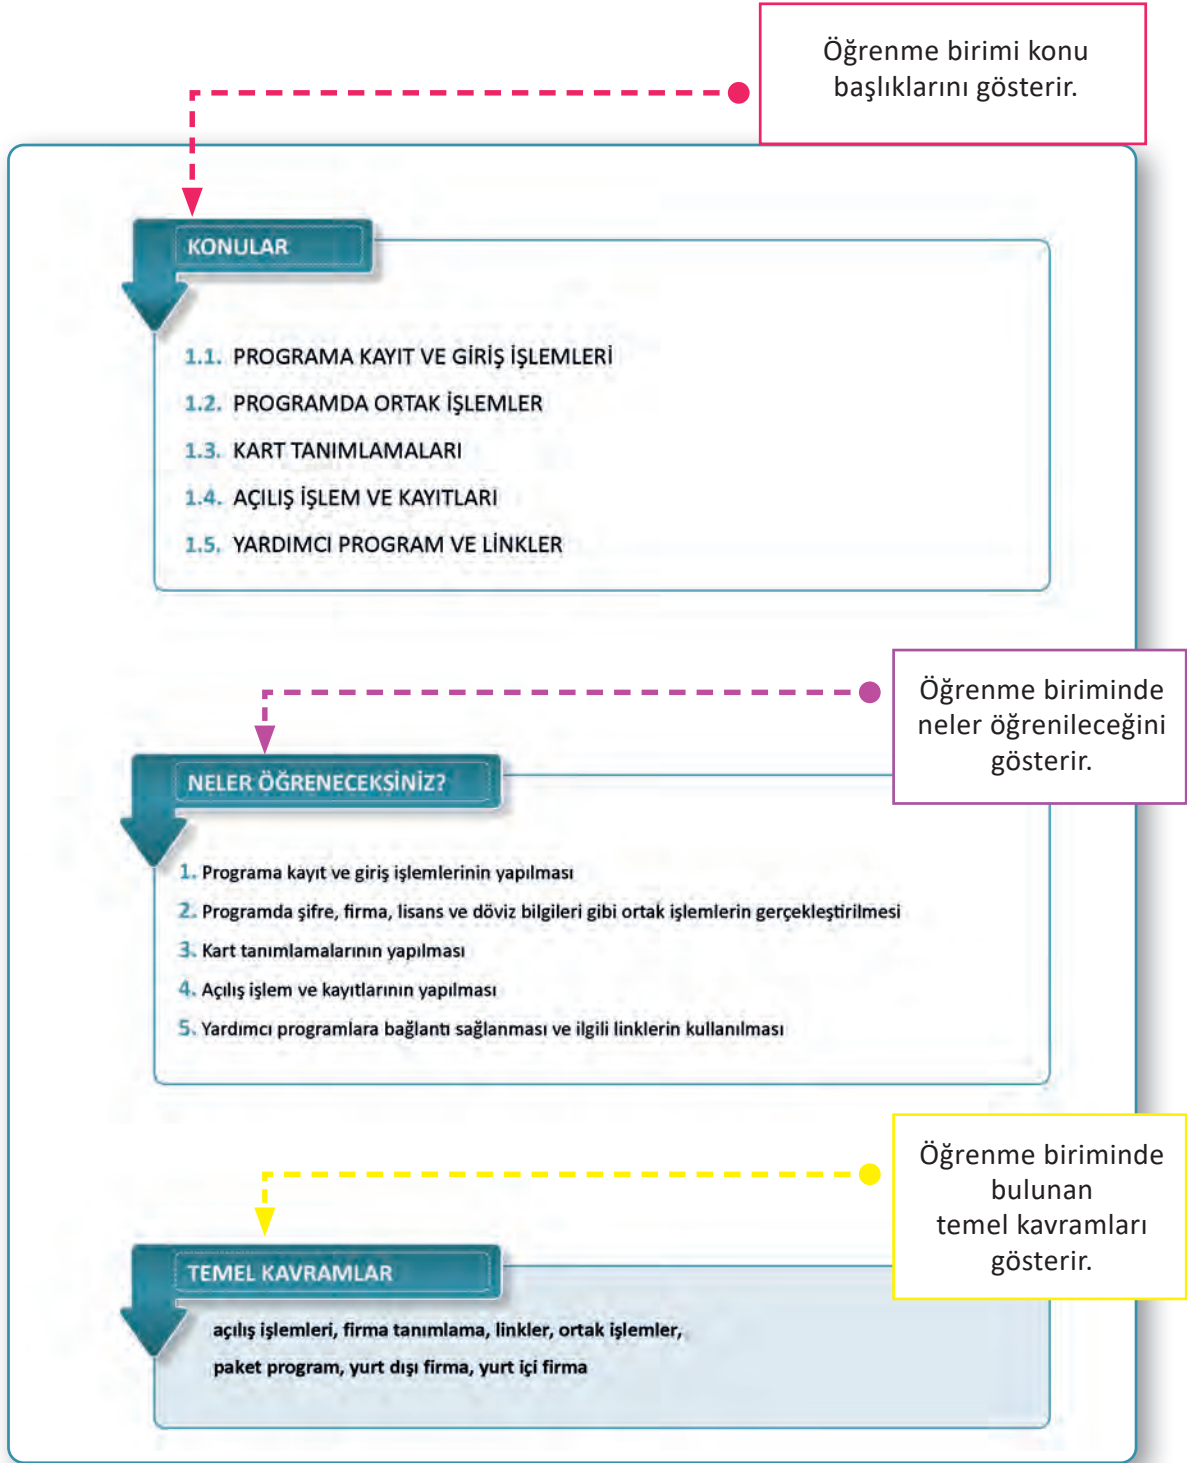 Öğrenme birimi konu
başlıklarını gösterir.
KONULAR
1.1. PROGRAMA KAYIT VE GİRİŞ İŞLEMLERİ
1.2. PROGRAMDA ORTAK İŞLEMLER
1.3. KART TANIMLAMALARI
1.4. AÇILIŞ İŞLEM VE KAYITLARI
1.5. YARDIMCI PROGRAM VE LİNKLER
Öğrenme biriminde
neler öğrenileceğini
gösterir.
NELER ÖĞRENECEKSİNİZ?
1. Programa kayıt ve giriş işlemlerinin yapılması
2. Programda şifre, firma, lisans ve döviz bilgileri gibi ortak işlemlerin gerçekleştirilmesi
3. Kart tanımlamalarının yapılması
4. Açılış işlem ve kayıtlarının yapılması
5. Yardımcı programlara bağlantı sağlanması ve ilgili linklerin kullanılması
Öğrenme biriminde
bulunan
temel kavramları
gösterir.
TEMEL KAVRAMLAR
açılış işlemleri, firma tanımlama, linkler, ortak işlemler,
paket program, yurt dışı firma, yurt içi firma